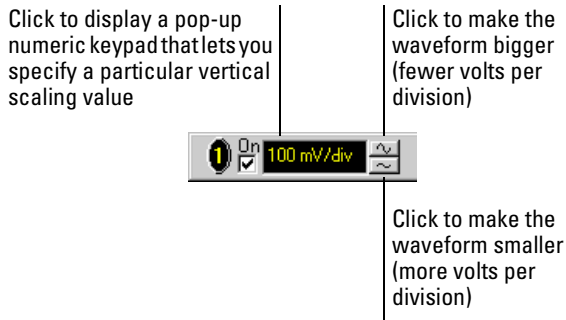 Click to display a pop-up
numeric keypad that lets you
specify a particular vertical
scaling value
Click to make the
waveform bigger
(fewer volts per
division)
1 On 100 mV/div
Click to make the
waveform smaller
(more volts per
division)